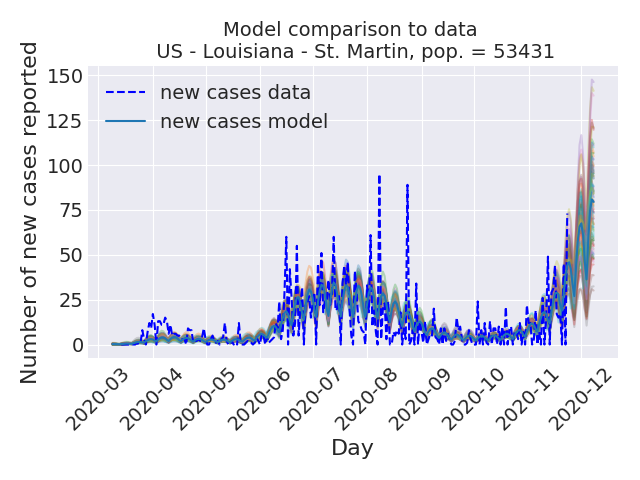 Model comparison to data
US - Louisiana - St. Martin, pop. = 53431
Number of new cases reported
150
125
100
75
50
25
0
new cases data
new cases model
2020-03
2020-04
2020-05
2020-06
2020-07
2020-08
2020-09
2020-10
2020-11
2020-12
Day